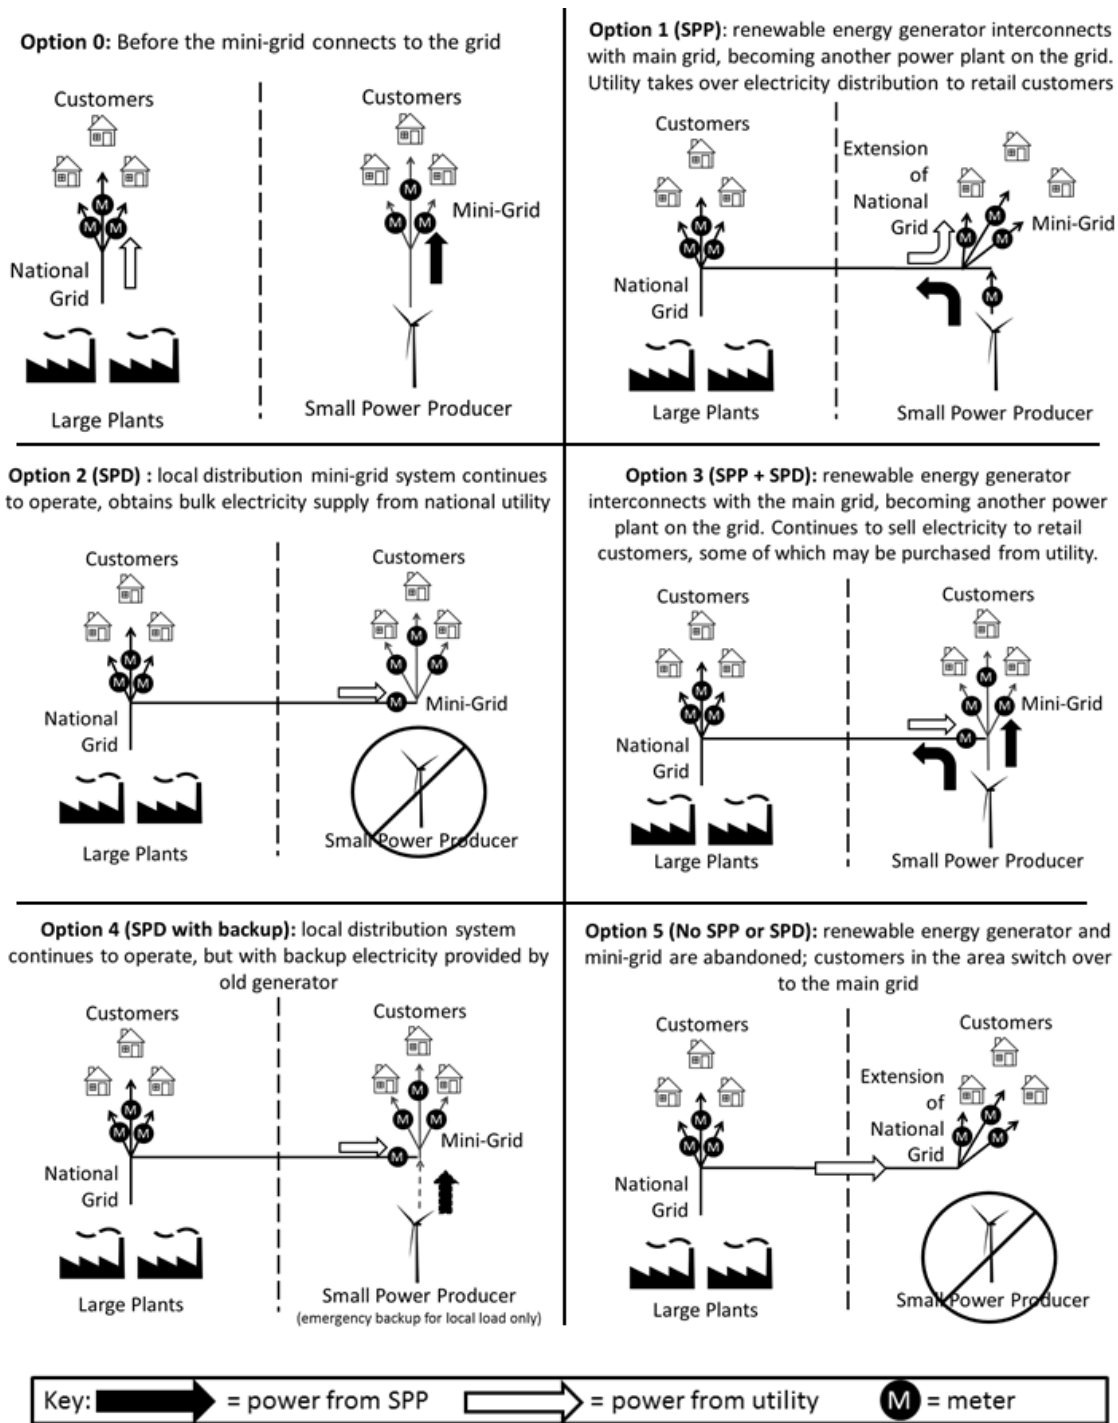 Option 0: Before the mini-grid connects to the grid
Customers
National
Grid
M
M
M
Large Plants
Customers
M
M
M
Mini-Grid
Small Power Producer
Option 1 (SPP): renewable energy generator interconnects
with main grid, becoming another power plant on the grid.
Utility takes over electricity distribution to retail customers
Customers
M
M
M
National
Grid
Large Plants
Extension
of
National
Grid
M
M
M
Mini-Grid
M
Small Power Producer
Option 2 (SPD) : local distribution mini-grid system continues
to operate, obtains bulk electricity supply from national utility
Customers
M
M
M
National
Grid
Large Plants
Customers
M
M
M
M
Mini-Grid
Small Power Producer
Option 3 (SPP + SPD): renewable energy generator
interconnects with the main grid, becoming another power
plant on the grid. Continues to sell electricity to retail
customers, some of which may be purchased from utility.
Customers
M
M
M
National
Grid
Large Plants
Customers
M
M
M
Mini-Grid
M
Small Power Producer
Option 4 (SPD with backup): local distribution system
continues to operate, but with backup electricity provided by
old generator
Customers
M
M
M
National
Grid
Large Plants
Customers
M
M
M
Mini-Grid
M
Small Power Producer
(emergency backup for local load only)
Option 5 (No SPP or SPD): renewable energy generator and
mini-grid are abandoned; customers in the area switch over
to the main grid
Customers
M
M
M
National
Grid
Large Plants
Customers
Extension
of
National
Grid
M
M
M
Small Power Producer
Key: = power from SPP = power from utility M = meter